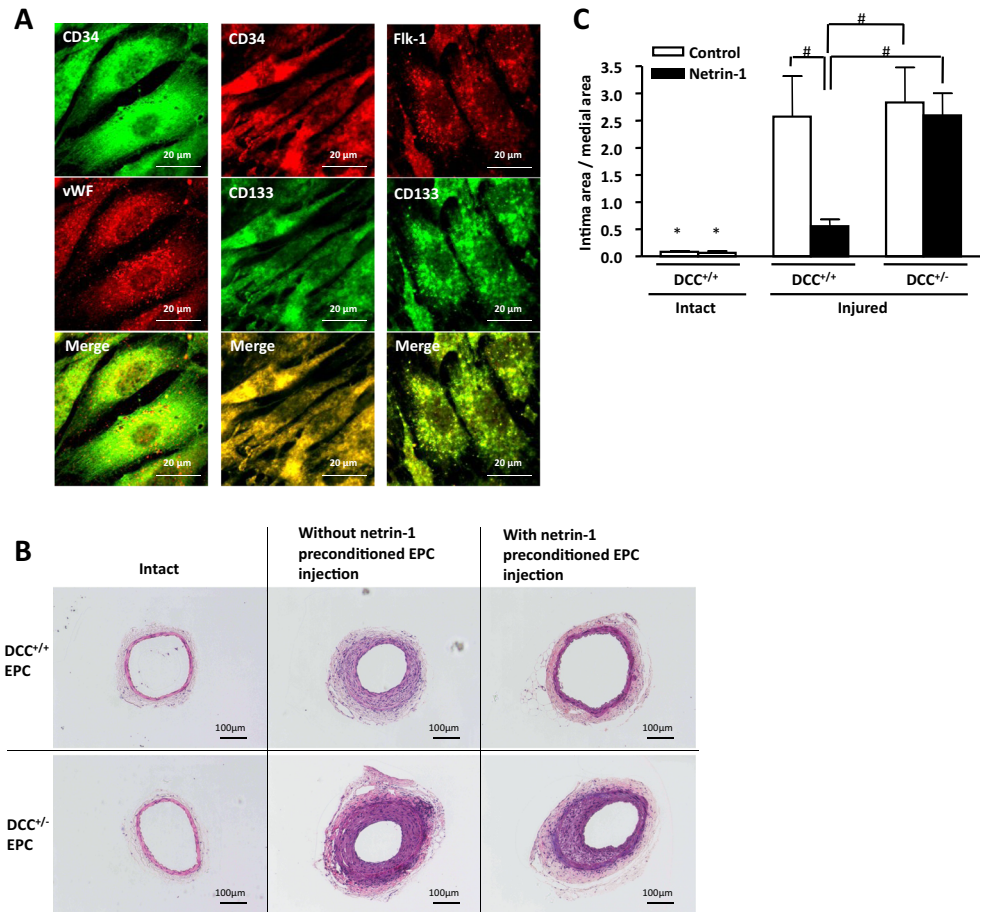 A
CD34
20 µm
CD34
20 µm
Flk-1
20 µm
vWF
20 µm
CD133
20 µm
CD133
20 µm
Merge
20 µm
Merge
20 µm
Merge
20 µm
C
Control
Netrin-1
# # #
Intima area / medial area
3.5
3.0
2.5
2.0
1.5
1.0
0.5
0.0
* *
DCC+/+ DCC+/+ DCC+/-
Intact Injured
B
Intact
Without netrin-1
preconditioned EPC
injection
With netrin-1
preconditioned EPC
injection
DCC+/+
EPC
100µm 100µm 100µm
DCC+/-
EPC
100µm 100µm 100µm